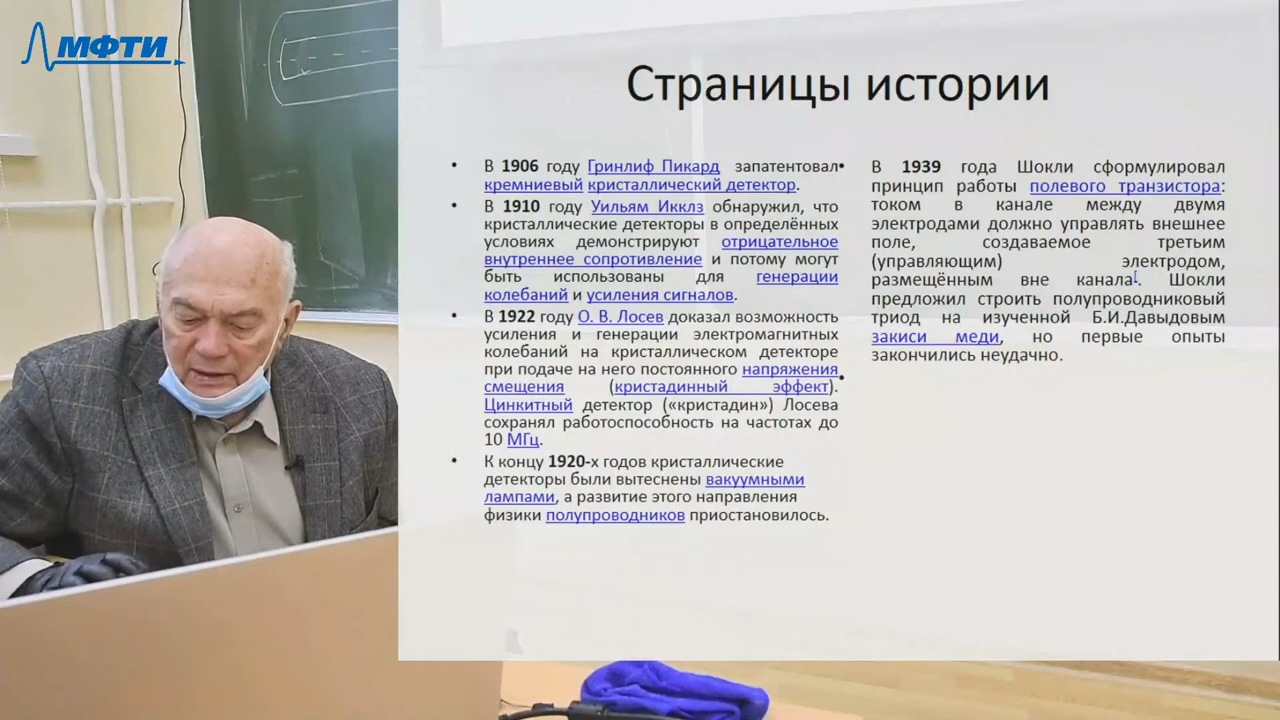 МФТИ
Страницы истории
• В 1906 году Гринлиф Пикард запатентовал
кремниевый кристаллический детектор.
• В 1910 году Уильям Икклз обнаружил, что
кристаллические детекторы в определённых
условиях демонстрируют отрицательное
внутреннее сопротивление и потому могут
быть использованы для генерации
колебаний и усиления сигналов.
• В 1922 году О. В. Лосев доказал возможность
усиления и генерации электромагнитных
колебаний на кристаллическом детекторе
при подаче на него постоянного напряжения
смещения (кристадинный эффект).
Цинкитный детектор («кристадин») Лосева
сохранял работоспособность на частотах до
10 МГц.
• К концу 1920-х годов кристаллические
детекторы были вытеснены вакуумными
лампами, а развитие этого направления
физики полупроводников приостановилось.
• В 1939 года Шокли сформулировал
принцип работы полевого транзистора:
током в канале между двумя
электродами должно управлять внешнее
поле, создаваемое третьим
(управляющим) электродом,
размещённым вне канала[. Шокли
предложил строить полупроводниковый
триод на изученной Б.И.Давыдовым
закиси меди, но первые опыты
закончились неудачно.
•